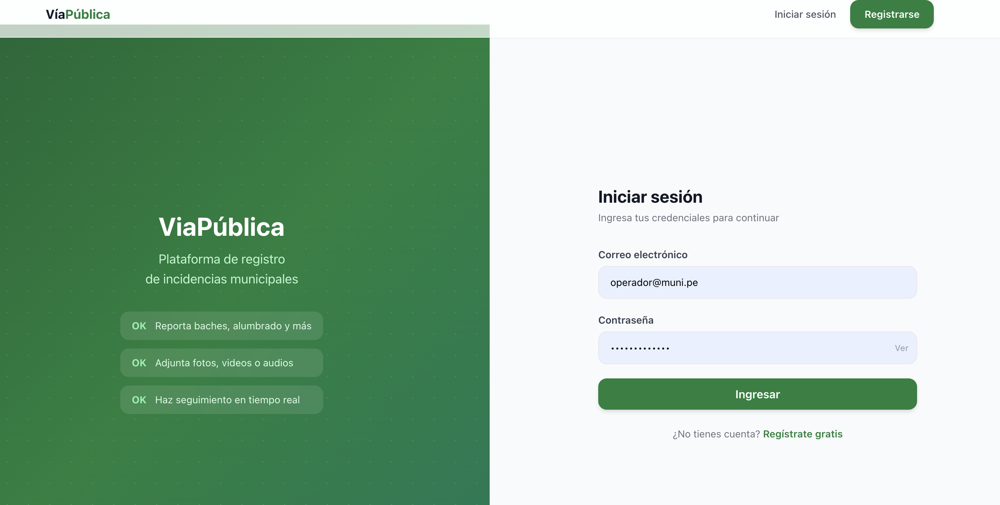 VíaPública
Iniciar sesión
Registrarse
ViaPública
Plataforma de registro
de incidencias municipales
OK Reporta baches, alumbrado y más
OK Adjunta fotos, videos o audios
OK Haz seguimiento en tiempo real
Iniciar sesión
Ingresa tus credenciales para continuar
Correo electrónico
operador@muni.pe
Contraseña
•••••••••••••
Ver
Ingresar
¿No tienes cuenta? Regístrate gratis